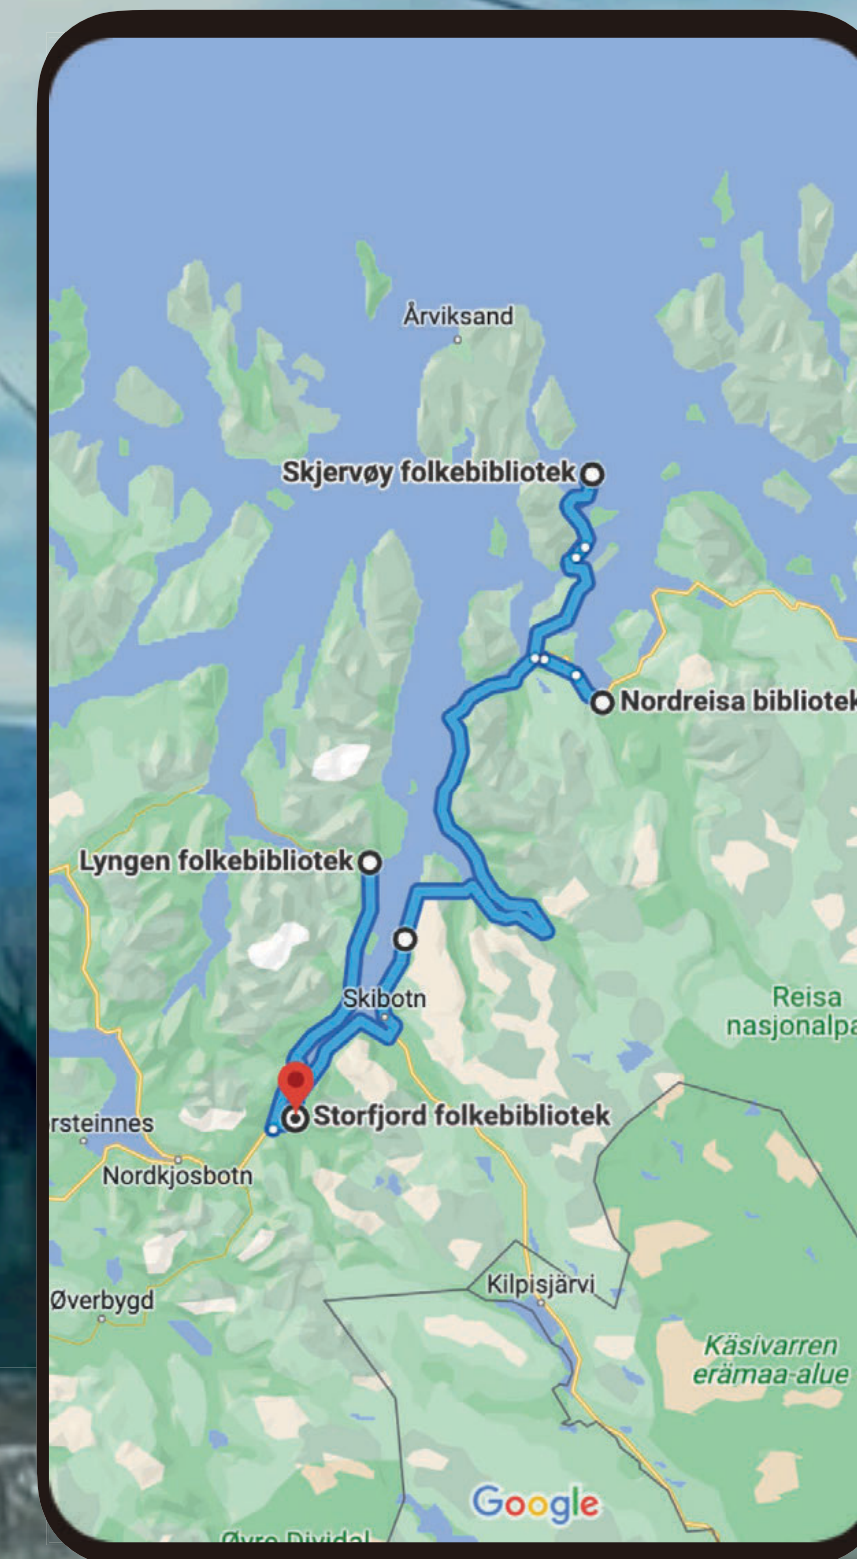 Årviksand
Skjervøy folkebibliotek
Nordreisa bibliotek
Lyngen folkebibliotek
Skibotn
Reisa
nasjonalpa
Storfjord folkebibliotek
rsteinnes
Nordkjosbotn
Kilpisjärvi
Øverbygd
Käsivarren
erämaa-alue
Google
Øvre Dividal